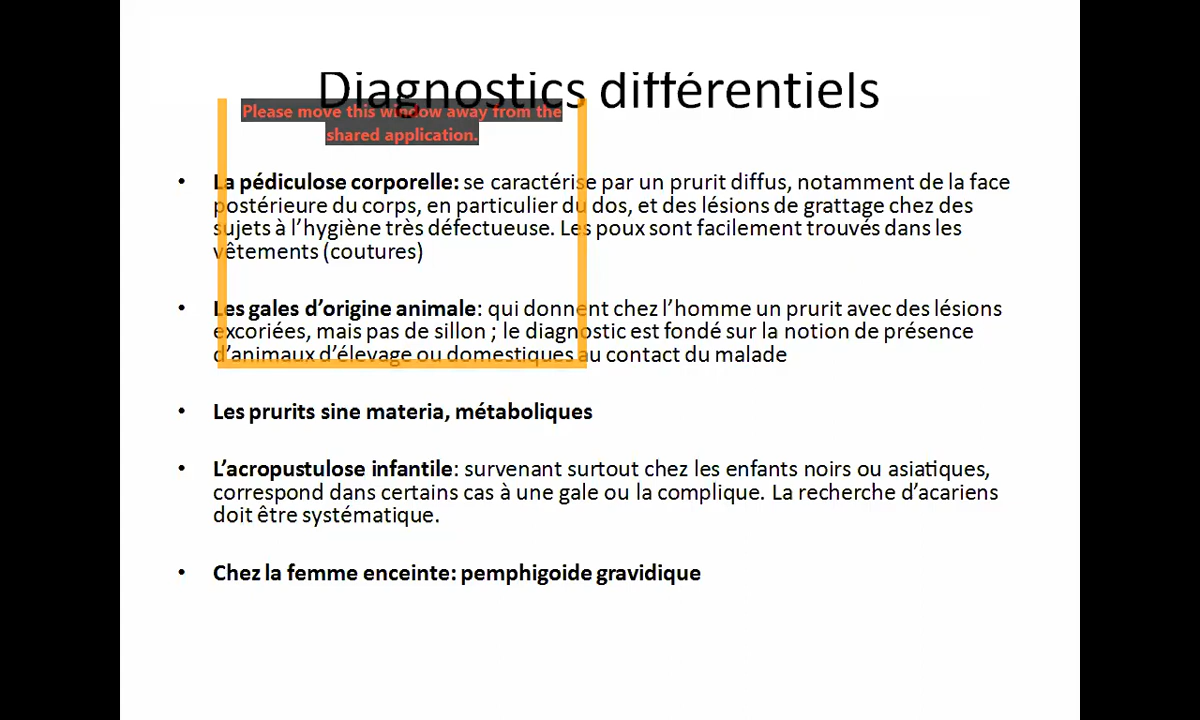 Diagnostics différentiels
Please move this window away from the
shared application.
• La pédiculose corporelle: se caractérise par un prurit diffus, notamment de la face
postérieure du corps, en particulier du dos, et des lésions de grattage chez des
sujets à l’hygiène très défectueuse. Les poux sont facilement trouvés dans les
vêtements (coutures)
• Les gales d’origine animale: qui donnent chez l’homme un prurit avec des lésions
excoriées, mais pas de sillon ; le diagnostic est fondé sur la notion de présence
d’animaux d’élevage ou domestiques au contact du malade
• Les prurits sine materia, métaboliques
• L’acropustulose infantile: survenant surtout chez les enfants noirs ou asiatiques,
correspond dans certains cas à une gale ou la complique. La recherche d’acariens
doit être systématique.
• Chez la femme enceinte: pemphigoide gravidique